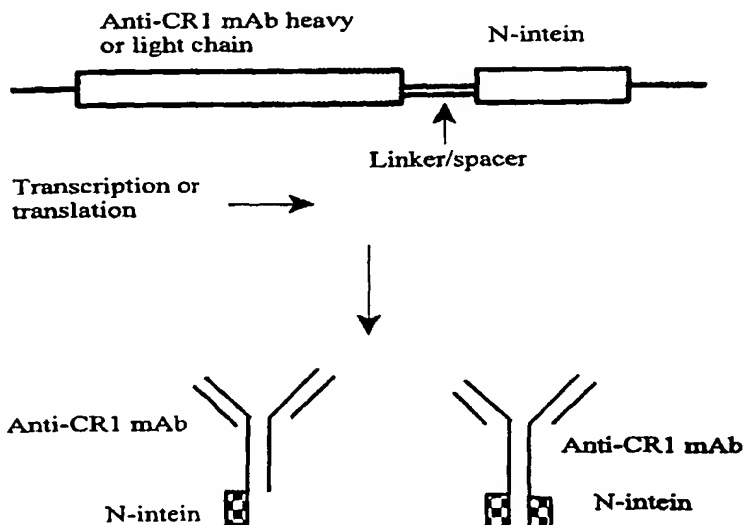 Anti-CR1 mAb heavy
or light chain
N-intein
Linker/spacer
Transcription or
translation
Anti-CR1 mAb
N-intein
Anti-CR1 mAb
N-intein